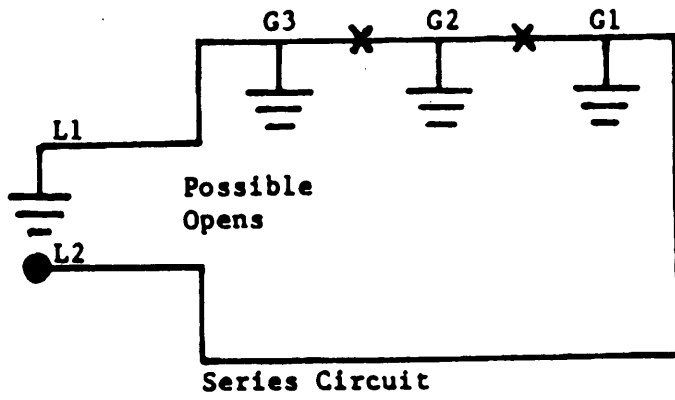 G3 G2 G1
L1
Possible
Opens
L2
Series Circuit